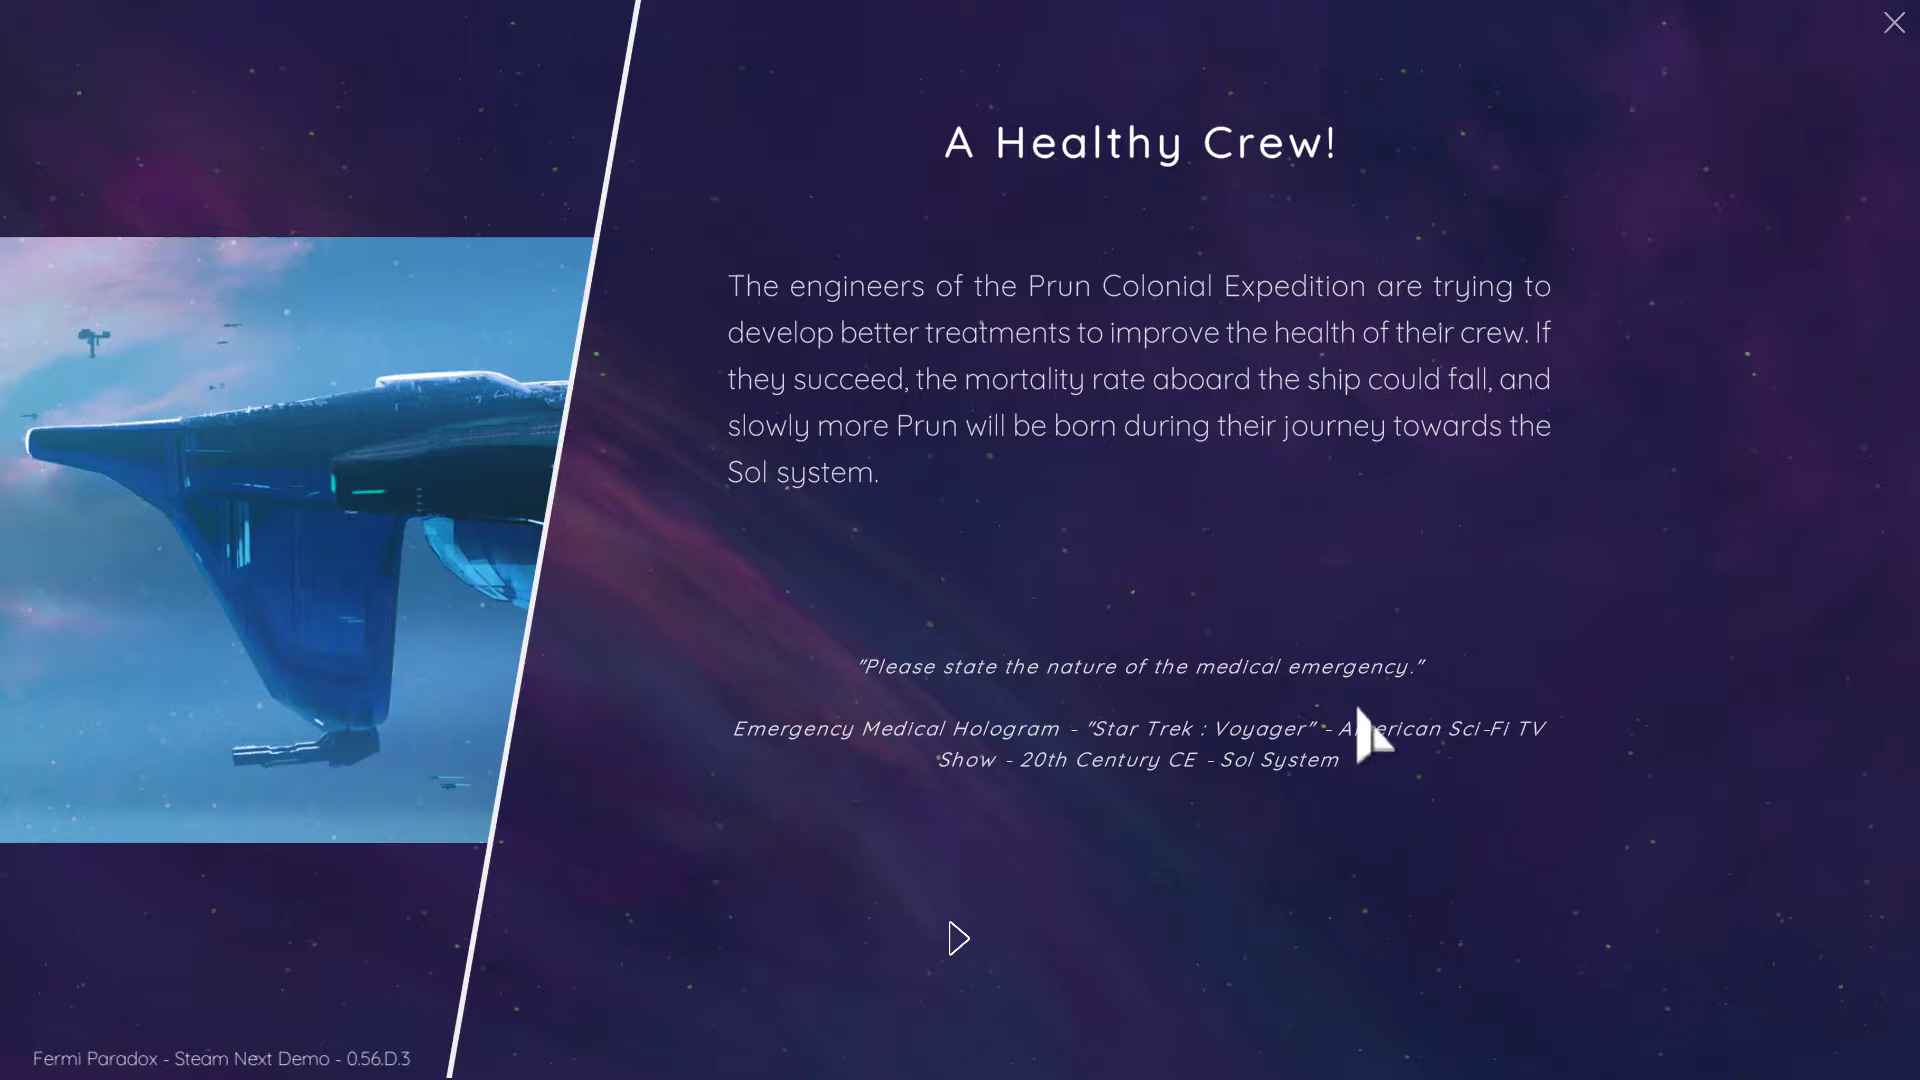 A Healthy Crew!
The engineers of the Prun Colonial Expedition are trying to
develop better treatments to improve the health of their crew. If
they succeed, the mortality rate aboard the ship could fall, and
slowly more Prun will be born during their journey towards the
Sol system.
"Please state the nature of the medical emergency."
Emergency Medical Hologram - "Star Trek : Voyager" - American Sci-Fi TV
Show - 20th Century CE - Sol System
Fermi Paradox - Steam Next Demo - 0.56.D.3